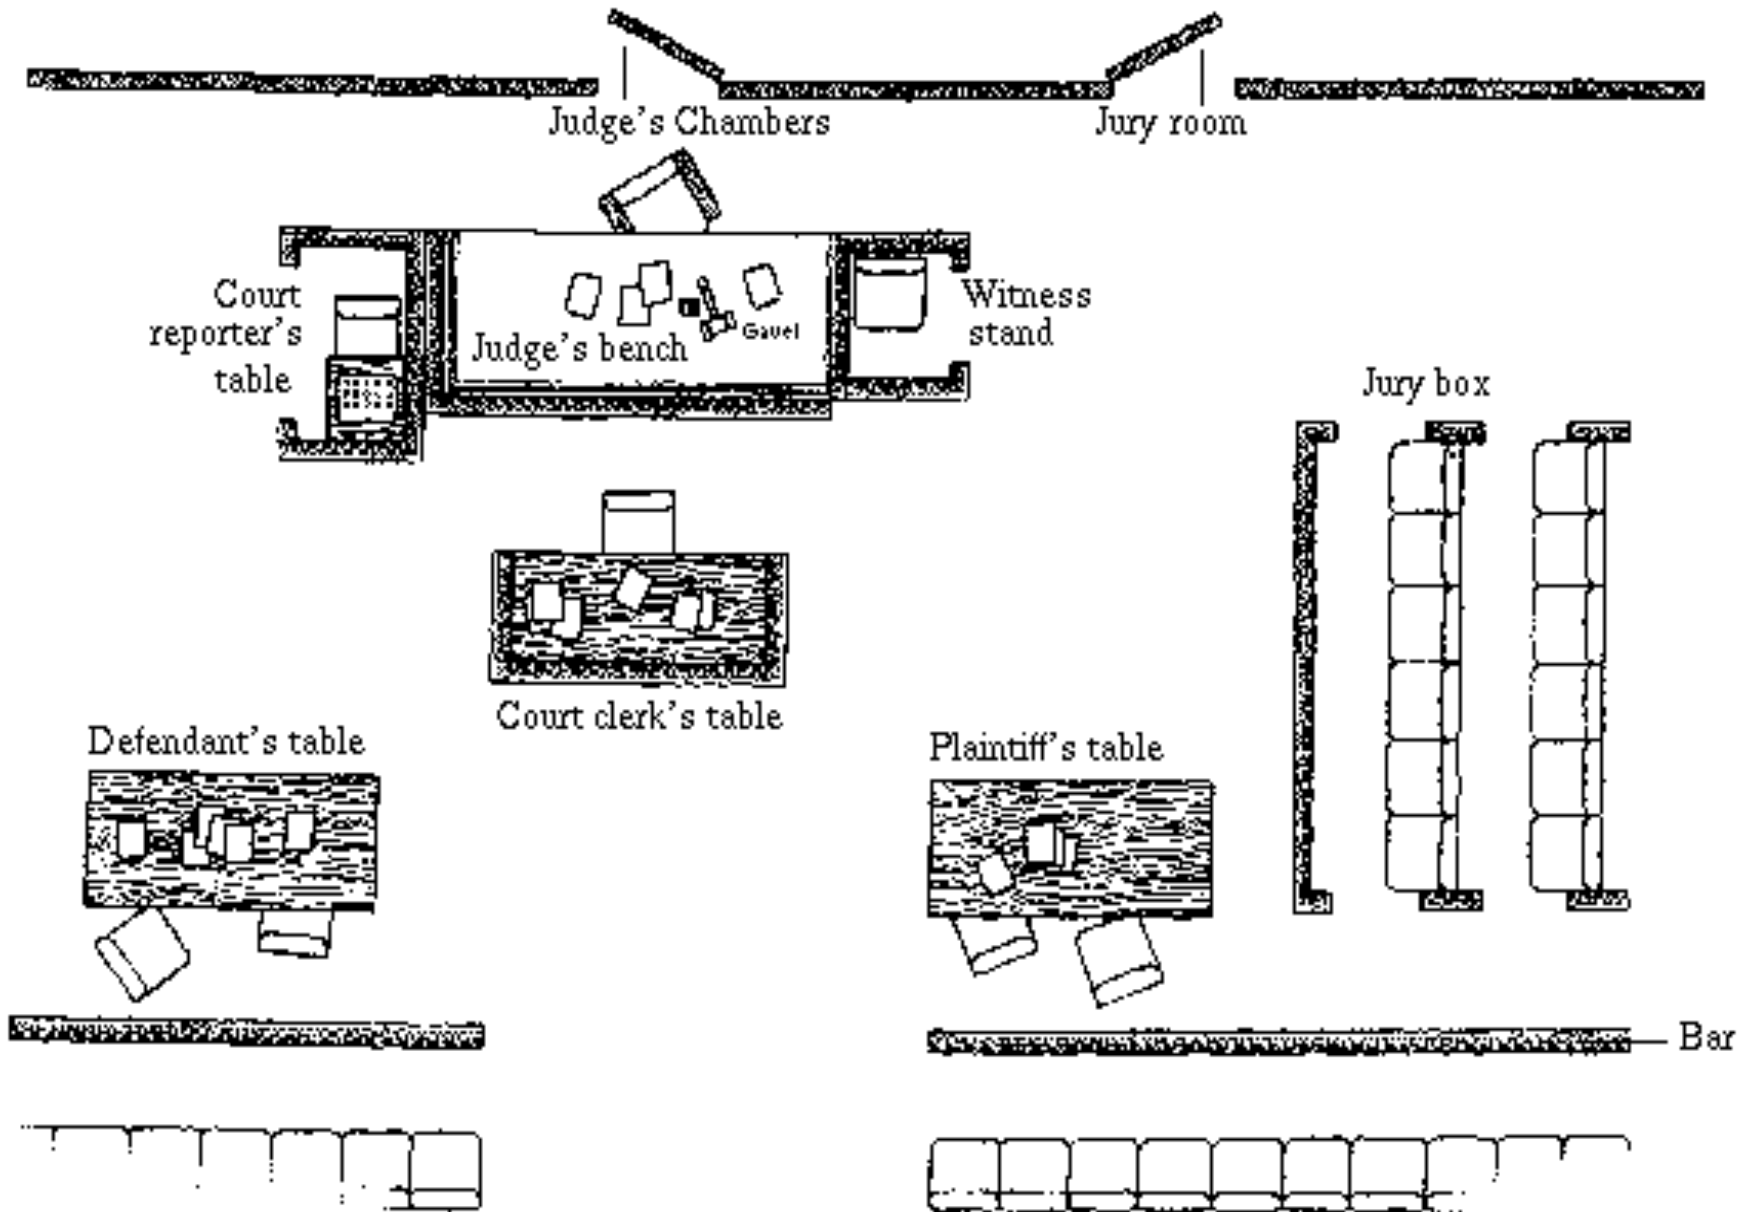 Judge's Chambers
Jury room
Court
reporter's
table
Judge's bench
Gavel
Witness
stand
Jury box
Court clerk's table
Defendant's table
Plaintiff's table
Bar